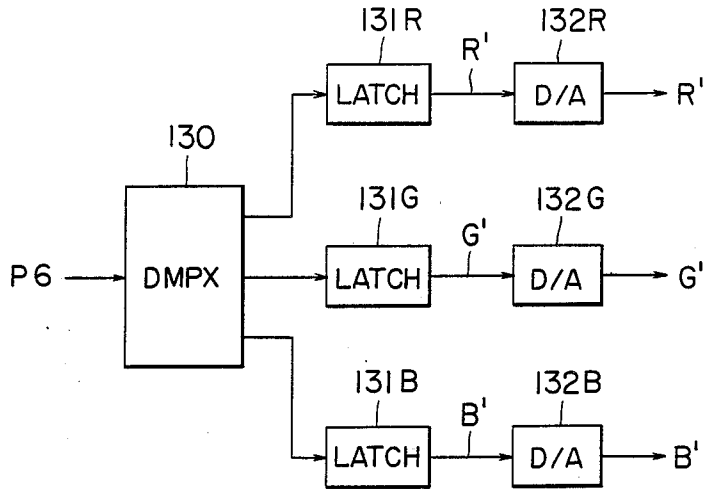 131R R' 132R
LATCH D/A R'
130
131G G' 132G
P6 DMPX LATCH D/A G'
131B B' 132B
LATCH D/A B'